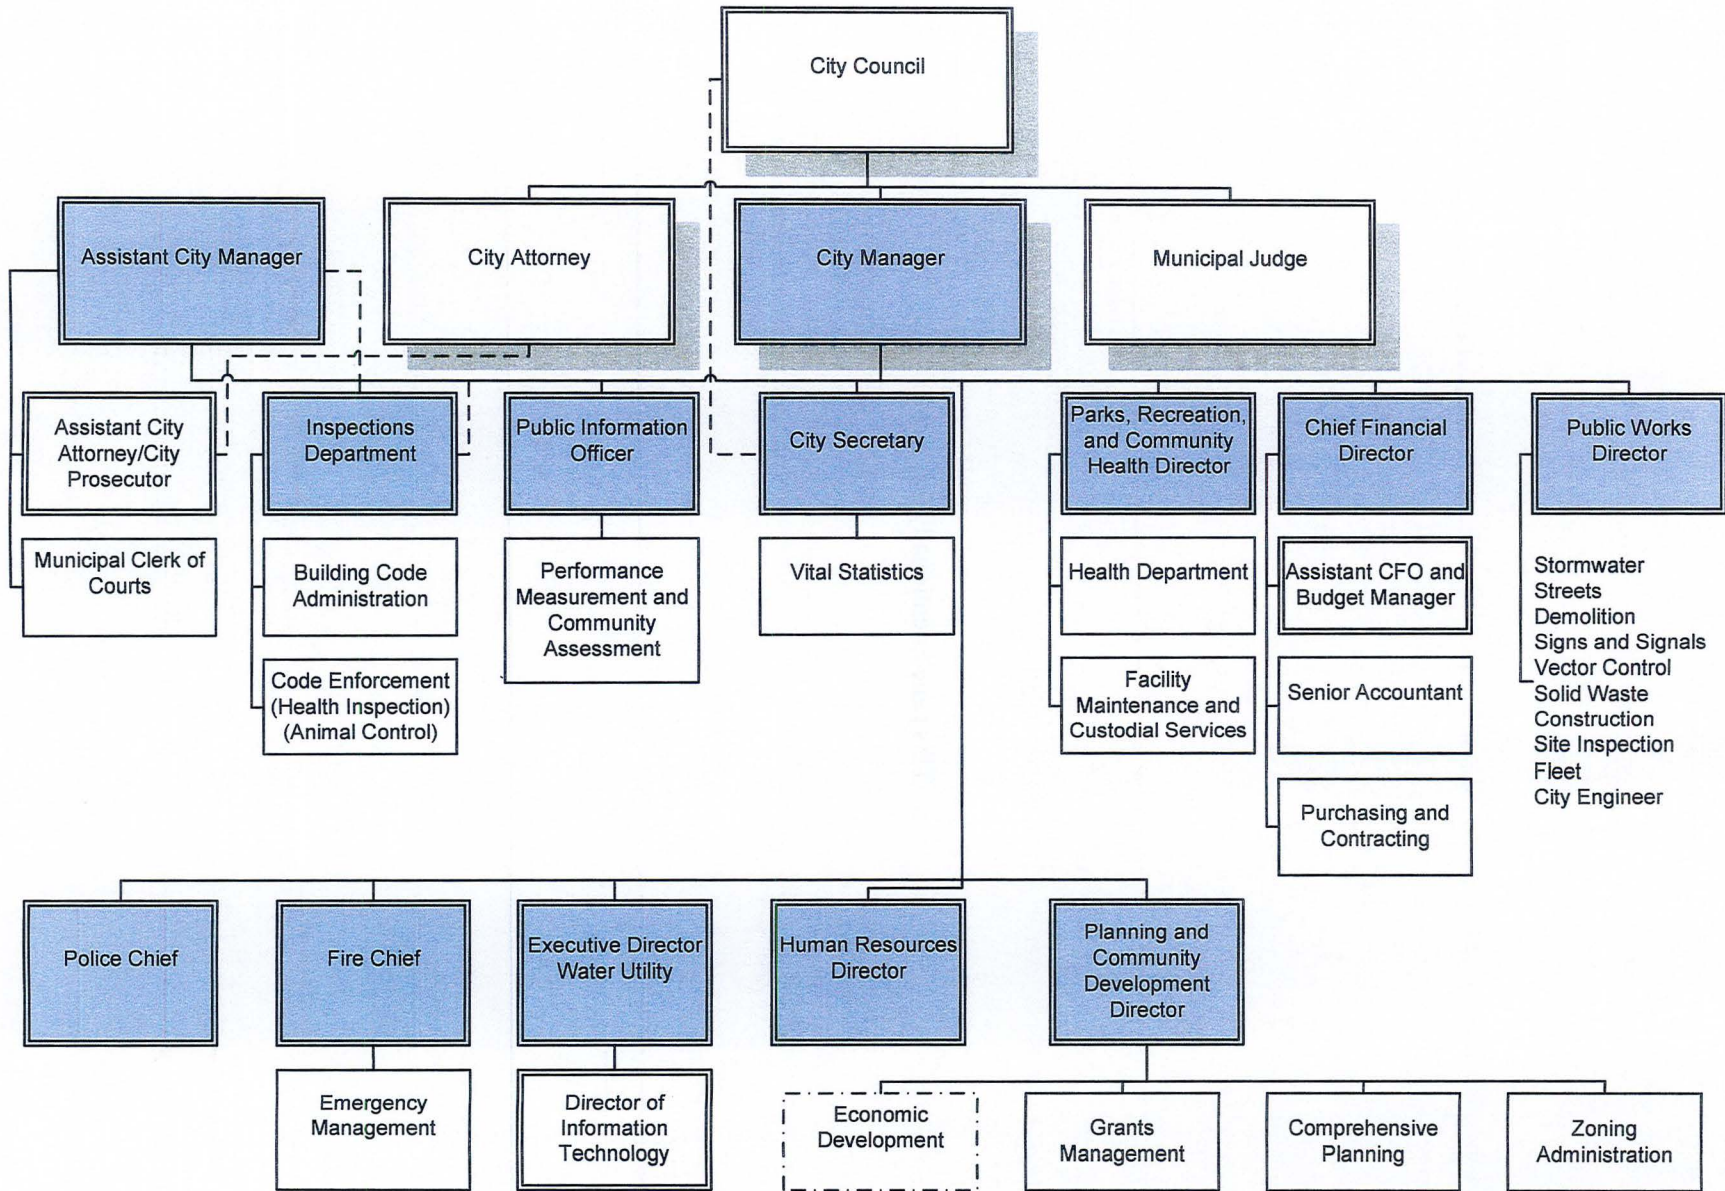 City Council
Assistant City Manager
City Attorney
City Manager
Municipal Judge
Assistant City
Attorney/City
Prosecutor
Inspections
Department
Public Information
Officer
City Secretary
Parks, Recreation,
and Community
Health Director
Chief Financial
Director
Public Works
Director
Municipal Clerk of
Courts
Building Code
Administration
Performance
Measurement and
Community
Assessment
Vital Statistics
Health Department
Assistant CFO and
Budget Manager
Stormwater
Streets
Demolition
Signs and Signals
Vector Control
Solid Waste
Construction
Site Inspection
Fleet
City Engineer
Code Enforcement
(Health Inspection)
(Animal Control)
Facility
Maintenance and
Custodial Services
Senior Accountant
Purchasing and
Contracting
Police Chief
Fire Chief
Executive Director
Water Utility
Human Resources
Director
Planning and
Community
Development
Director
Emergency
Management
Director of
Information
Technology
Economic
Development
Grants
Management
Comprehensive
Planning
Zoning
Administration